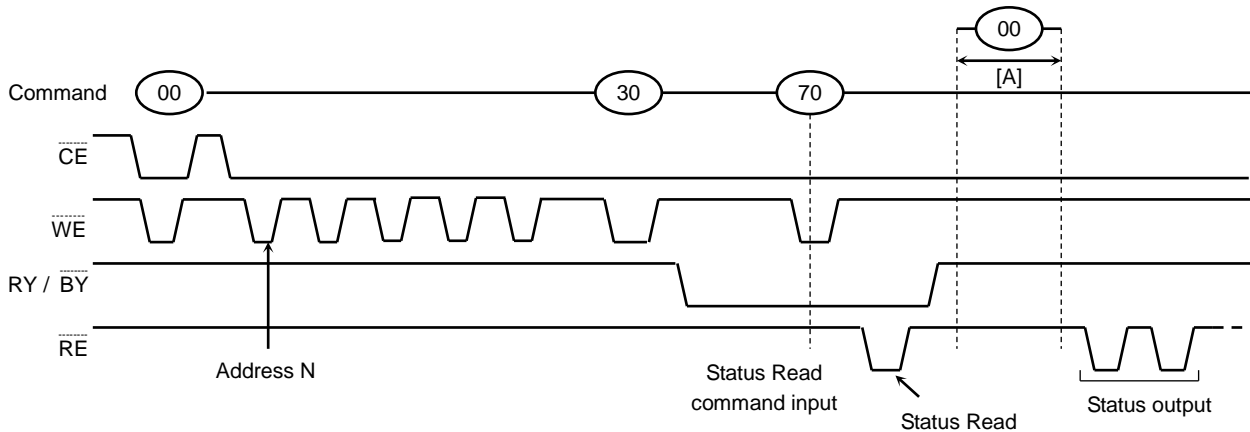 00
[A]
Command 00 30 70
CE
WE
RY / BY
RE
Address N
Status Read
command input
Status Read
Status output